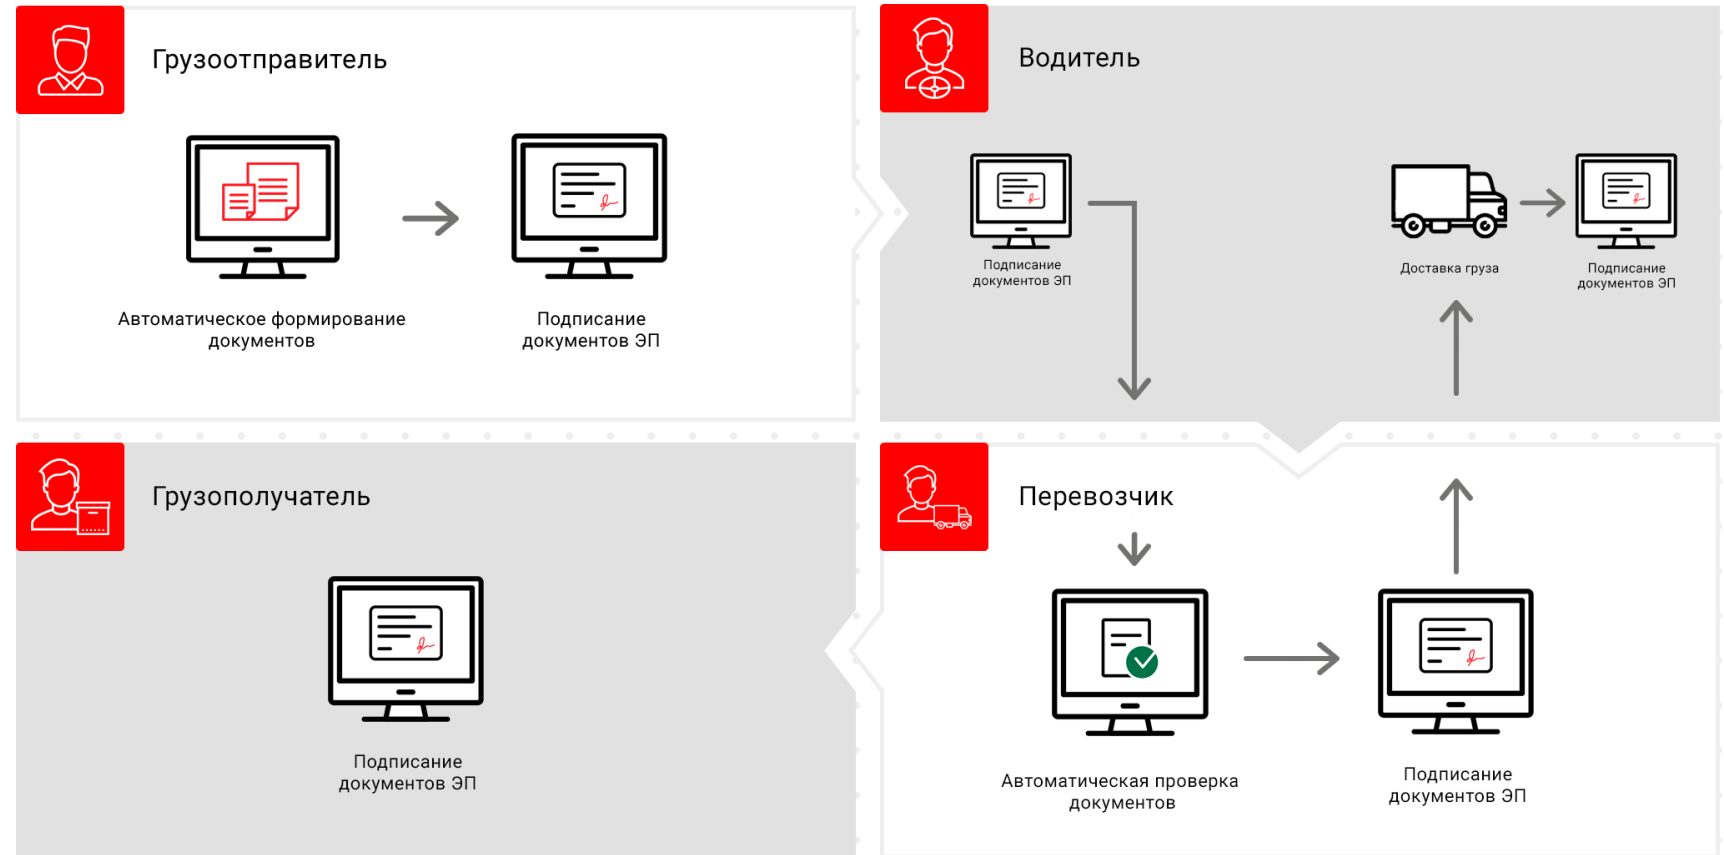 Грузоотправитель
Автоматическое формирование
документов
Подписание
документов ЭП
Водитель
Подписание
документов ЭП
Доставка груза
Подписание
документов ЭП
Грузополучатель
Подписание
документов ЭП
Перевозчик
Автоматическая проверка
документов
Подписание
документов ЭП